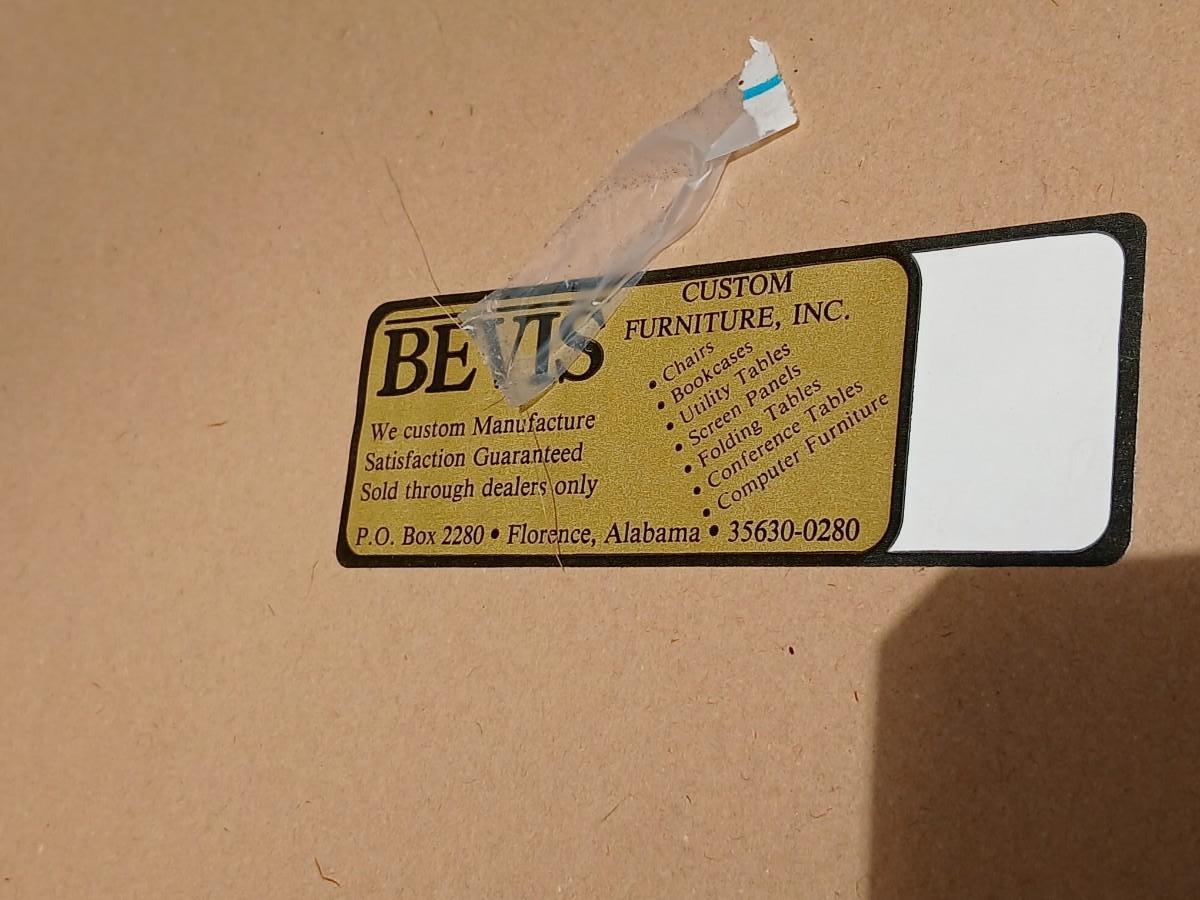 BEVIS
CUSTOM
FURNITURE, INC.
We custom Manufacture
Satisfaction Guaranteed
Sold through dealers only
• Chairs
• Bookcases
• Utility Tables
• Screen Panels
• Folding Tables
• Conference Tables
• Computer Furniture
P.O. Box 2280 • Florence, Alabama • 35630-0280